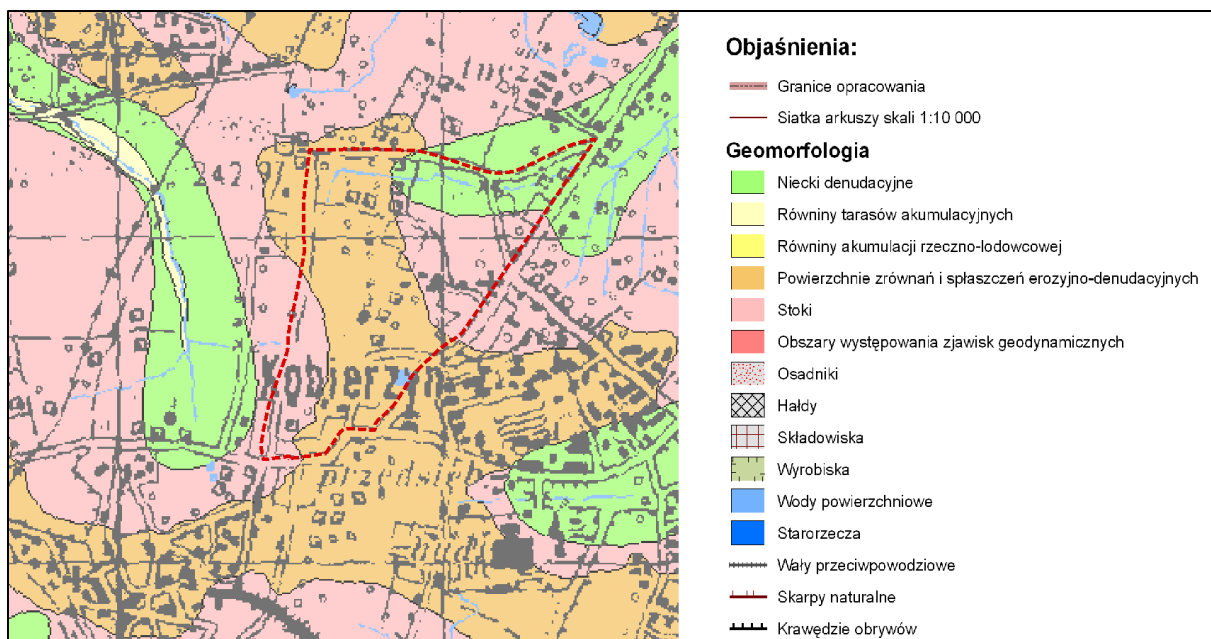 Objaśnienia:
Granice opracowania
Siatka arkuszy skali 1:10 000
Geomorfologia
Niecki denudacyjne
Równiny tarasów akumulacyjnych
Równiny akumulacji rzeczno-lodowcowej
Powierzchnie zrównań i spłaszczeń erozyjno-denudacyjnych
Stoki
Obszary występowania zjawisk geodynamicznych
Osadniki
Hałdy
Składowiska
Wyrobiska
Wody powierzchniowe
Starorzecza
Wały przeciwpowodziowe
Skarpy naturalne
Krawędzie obrywów
Kobierzyn